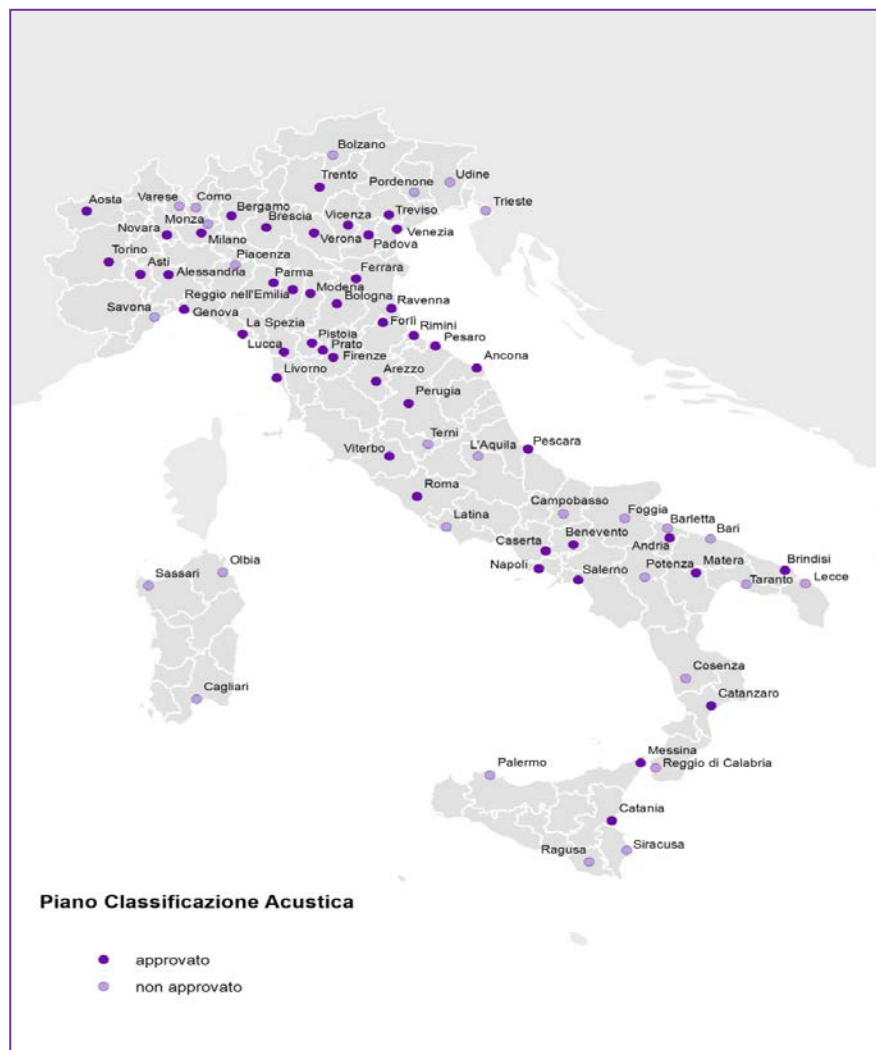 Bolzano
Udine
Trento
Pordenone
Aosta
Varese
Como
Bergamo
Vicenza
Treviso
Trieste
Novara
Monza
Brescia
Venezia
Milano
Verona
Padova
Torino
Piacenza
Asti
Alessandria
Parma
Ferrara
Modena
Reggio nell'Emilia
Bologna
Ravenna
Savona
Genova
Forlì
La Spezia
Pistoia
Rimini
Lucca
Prato
Pesaro
Firenze
Ancona
Livorno
Arezzo
Perugia
Terni
L'Aquila
Pescara
Viterbo
Roma
Campobasso
Foggia
Latina
Barletta
Benevento
Bari
Caserta
Andria
Olbia
Sassari
Napoli
Salerno
Potenza
Matera
Brindisi
Taranto
Lecce
Cosenza
Cagliari
Catanzaro
Messina
Palermo
Reggio di Calabria
Catania
Ragusa
Siracusa
Piano Classificazione Acustica
approvato
non approvato